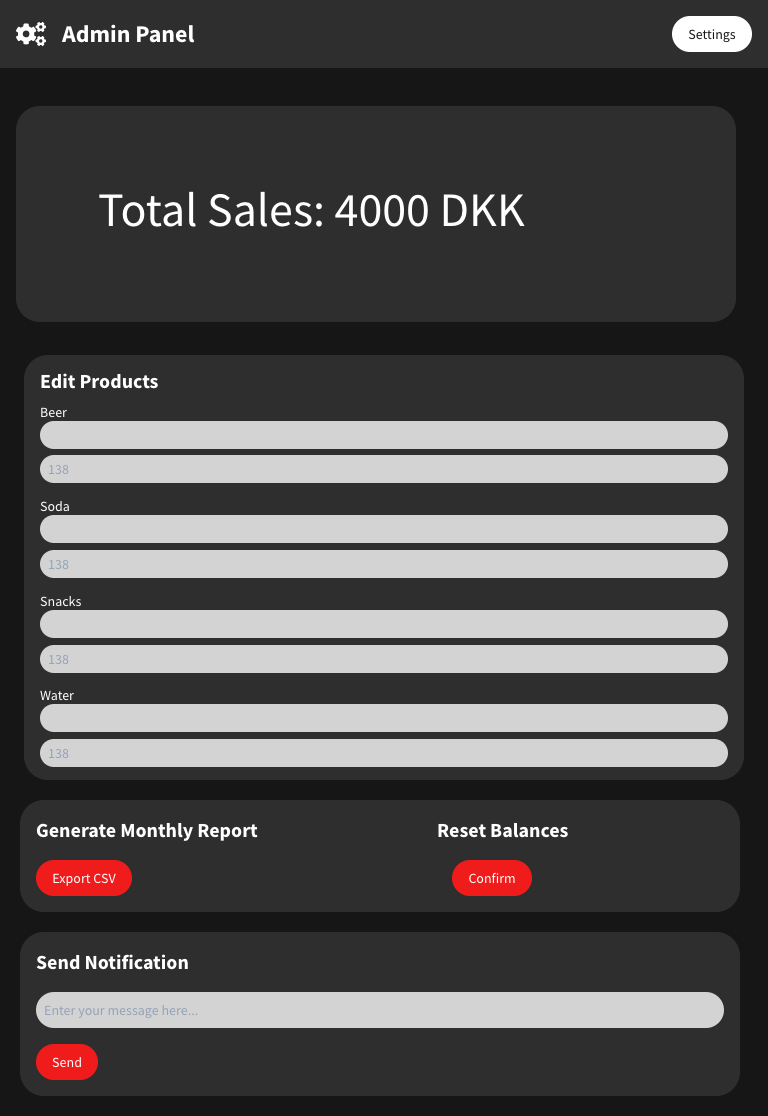 Admin Panel
Settings
Total Sales: 4000 DKK
Edit Products
Beer
138
Soda
138
Snacks
138
Water
138
Generate Monthly Report
Reset Balances
Export CSV
Confirm
Send Notification
Enter your message here...
Send